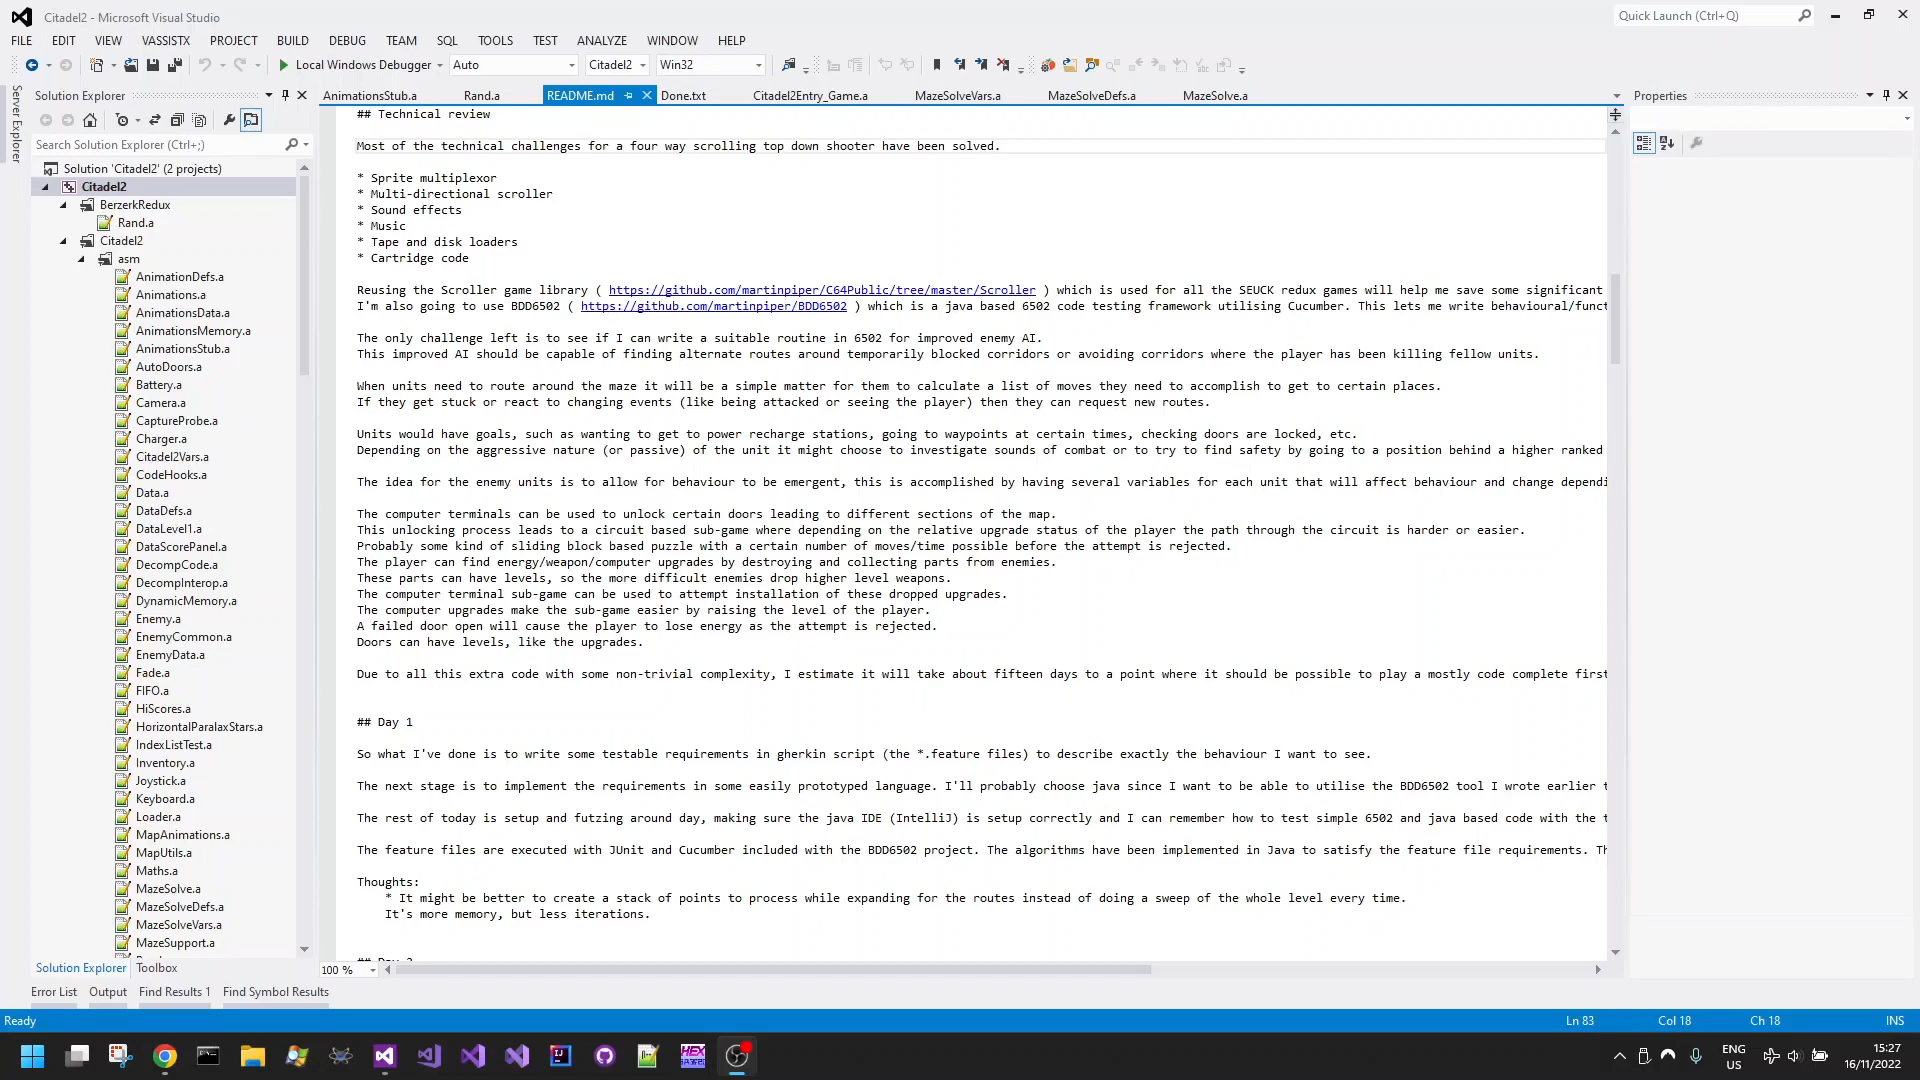 Citadel2 - Microsoft Visual Studio
Quick Launch (Ctrl+Q)
FILE EDIT VIEW VASSISTX PROJECT BUILD DEBUG TEAM SQL TOOLS TEST ANALYZE WINDOW HELP
Local Windows Debugger Auto Citadel2 Win32
Server Explorer
Solution Explorer
Search Solution Explorer (Ctrl+;)
Solution 'Citadel2' (2 projects)
Citadel2
BerzerkRedux
Rand.a
Citadel2
asm
AnimationDefs.a
Animations.a
AnimationsData.a
AnimationsMemory.a
AnimationsStub.a
AutoDoors.a
Battery.a
Camera.a
CaptureProbe.a
Charger.a
Citadel2Vars.a
CodeHooks.a
Data.a
DataDefs.a
DataLevel1.a
DataScorePanel.a
DecompCode.a
DecompInterop.a
DynamicMemory.a
Enemy.a
EnemyCommon.a
EnemyData.a
Fade.a
FIFO.a
HiScores.a
HorizontalParalaxStars.a
IndexListTest.a
Inventory.a
Joystick.a
Keyboard.a
Loader.a
MapAnimations.a
MapUtils.a
Maths.a
MazeSolve.a
MazeSolveDefs.a
MazeSolveVars.a
MazeSupport.a
Solution Explorer Toolbox
AnimationsStub.a Rand.a README.md Done.txt Citadel2Entry_Game.a MazeSolveVars.a MazeSolveDefs.a MazeSolve.a
## Technical review
Most of the technical challenges for a four way scrolling top down shooter have been solved.
* Sprite multiplexor
* Multi-directional scroller
* Sound effects
* Music
* Tape and disk loaders
* Cartridge code
Reusing the Scroller game library ( https://github.com/martinpiper/C64Public/tree/master/Scroller ) which is used for all the SEUCK redux games will help me save some significant
I'm also going to use BDD6502 ( https://github.com/martinpiper/BDD6502 ) which is a java based 6502 code testing framework utilising Cucumber. This lets me write behavioural/funct
The only challenge left is to see if I can write a suitable routine in 6502 for improved enemy AI.
This improved AI should be capable of finding alternate routes around temporarily blocked corridors or avoiding corridors where the player has been killing fellow units.
When units need to route around the maze it will be a simple matter for them to calculate a list of moves they need to accomplish to get to certain places.
If they get stuck or react to changing events (like being attacked or seeing the player) then they can request new routes.
Units would have goals, such as wanting to get to power recharge stations, going to waypoints at certain times, checking doors are locked, etc.
Depending on the aggressive nature (or passive) of the unit it might choose to investigate sounds of combat or to try to find safety by going to a position behind a higher ranked
The idea for the enemy units is to allow for behaviour to be emergent, this is accomplished by having several variables for each unit that will affect behaviour and change dependi
The computer terminals can be used to unlock certain doors leading to different sections of the map.
This unlocking process leads to a circuit based sub-game where depending on the relative upgrade status of the player the path through the circuit is harder or easier.
Probably some kind of sliding block based puzzle with a certain number of moves/time possible before the attempt is rejected.
The player can find energy/weapon/computer upgrades by destroying and collecting parts from enemies.
These parts can have levels, so the more difficult enemies drop higher level weapons.
The computer terminal sub-game can be used to attempt installation of these dropped upgrades.
The computer upgrades make the sub-game easier by raising the level of the player.
A failed door open will cause the player to lose energy as the attempt is rejected.
Doors can have levels, like the upgrades.
Due to all this extra code with some non-trivial complexity, I estimate it will take about fifteen days to a point where it should be possible to play a mostly code complete first
## Day 1
So what I've done is to write some testable requirements in gherkin script (the *.feature files) to describe exactly the behaviour I want to see.
The next stage is to implement the requirements in some easily prototyped language. I'll probably choose java since I want to be able to utilise the BDD6502 tool I wrote earlier t
The rest of today is setup and futzing around day, making sure the java IDE (IntelliJ) is setup correctly and I can remember how to test simple 6502 and java based code with the t
The feature files are executed with JUnit and Cucumber included with the BDD6502 project. The algorithms have been implemented in Java to satisfy the feature file requirements. Th
Thoughts:
* It might be better to create a stack of points to process while expanding for the routes instead of doing a sweep of the whole level every time.
It's more memory, but less iterations.
100 %
Properties
Error List Output Find Results 1 Find Symbol Results
Ready Ln 83 Col 18 Ch 18 INS
HEX
ENG
US
15:27
16/11/2022